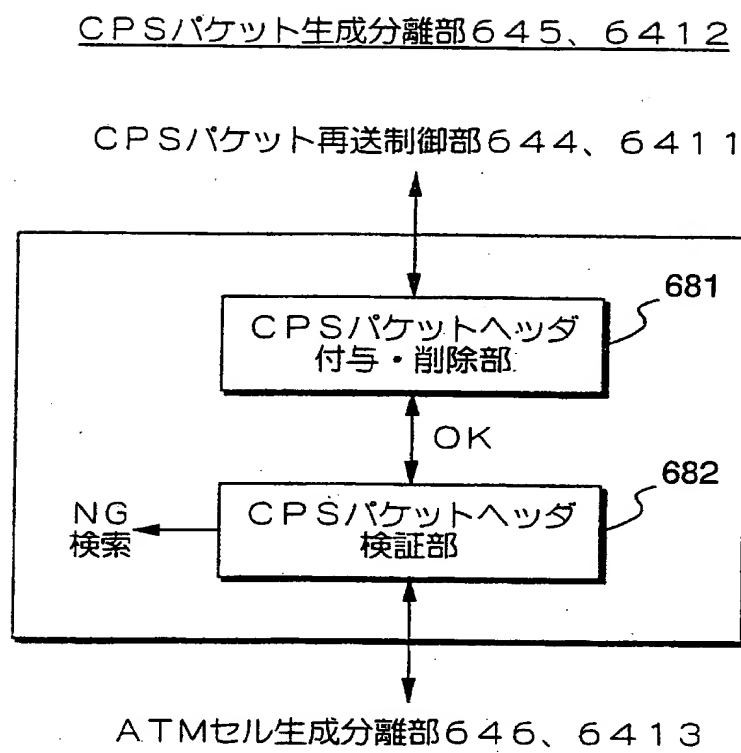 CPSパケット生成分離部645、6412
CPSパケット再送制御部644、6411
681
CPSパケットヘッダ
付与・削除部
OK
682
CPSパケットヘッダ
検証部
NG
検索
ATMセル生成分離部646、6413